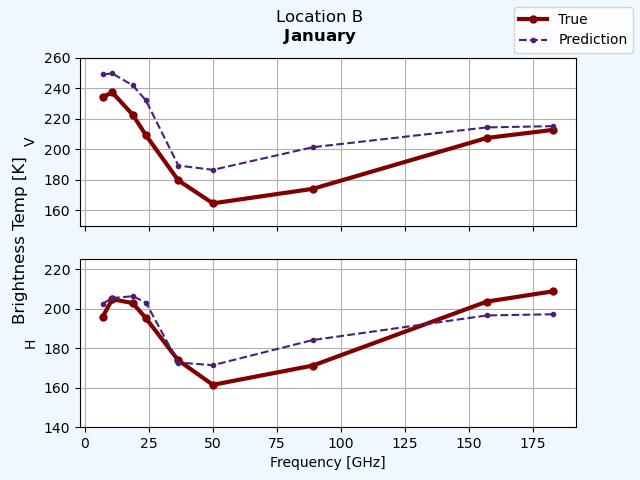 Location B
January
True
Prediction
Brightness Temp [K]
V
260
240
220
200
180
160
H
220
200
180
160
140
0
25
50
75
100
125
150
175
Frequency [GHz]